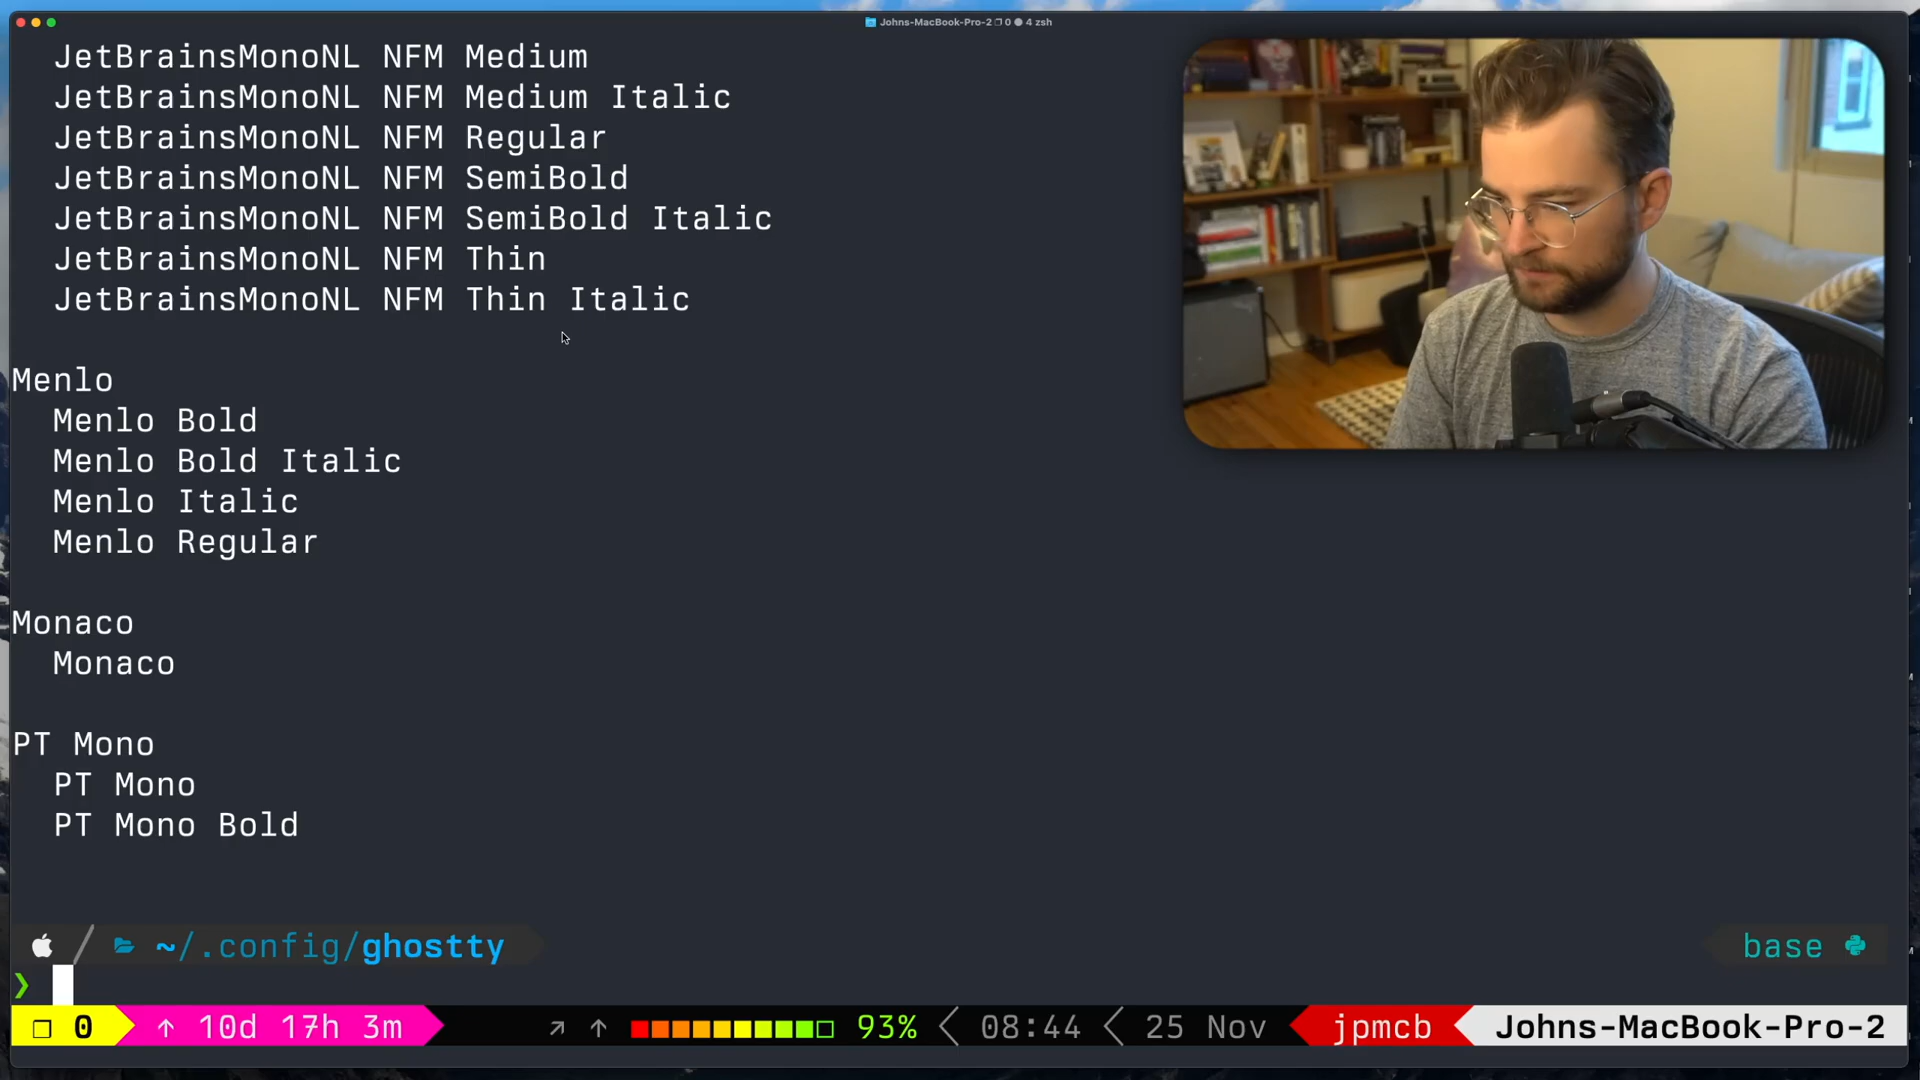 Johns-MacBook-Pro-2 ❐ 0 ● 4 zsh
JetBrainsMonoNL NFM Medium
JetBrainsMonoNL NFM Medium Italic
JetBrainsMonoNL NFM Regular
JetBrainsMonoNL NFM SemiBold
JetBrainsMonoNL NFM SemiBold Italic
JetBrainsMonoNL NFM Thin
JetBrainsMonoNL NFM Thin Italic
Menlo
Menlo Bold
Menlo Bold Italic
Menlo Italic
Menlo Regular
Monaco
Monaco
PT Mono
PT Mono
PT Mono Bold
~/.config/ghostty
base
❯
❐ 0 ↑ 10d 17h 3m ↗ ↑ 93% 08:44 25 Nov jpmcb Johns-MacBook-Pro-2